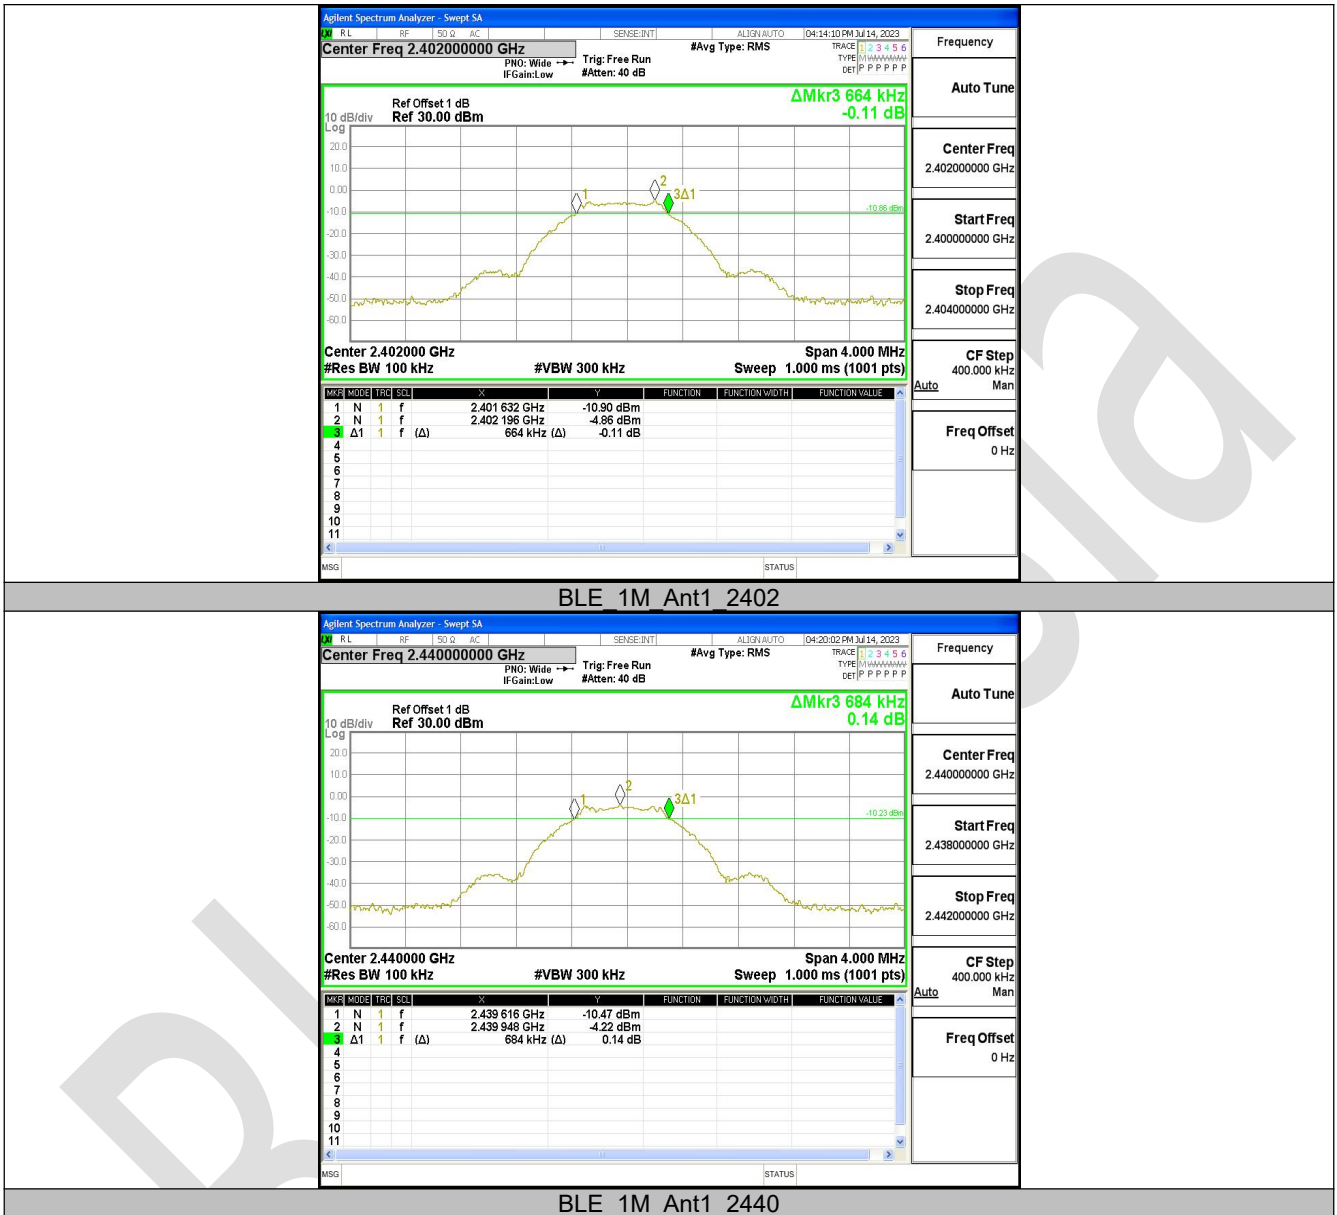 Agilent Spectrum Analyzer - Swept SA
LXI RL RF 50 Ω AC SENSE:INT ALIGN AUTO 04:14:10 PM Jul 14, 2023
Center Freq 2.402000000 GHz #Avg Type: RMS TRACE 1 2 3 4 5 6
PNO: Wide Trig: Free Run TYPE M
IFGain:Low #Atten: 40 dB DET P P P P P P
Frequency
Auto Tune
ΔMkr3 664 kHz
-0.11 dB
Ref Offset 1 dB
10 dB/div Ref 30.00 dBm
Log
20.0
10.0
0.00
-10.0
-20.0
-30.0
-40.0
-50.0
-60.0
1
2
3Δ1
-10.86 dBm
Center Freq
2.402000000 GHz
Start Freq
2.400000000 GHz
Stop Freq
2.404000000 GHz
CF Step
400.000 kHz
Auto Man
Freq Offset
0 Hz
Center 2.402000 GHz Span 4.000 MHz
#Res BW 100 kHz #VBW 300 kHz Sweep 1.000 ms (1001 pts)
MKR MODE TRC SCL X Y FUNCTION FUNCTION WIDTH FUNCTION VALUE
1 N 1 f 2.401 632 GHz -10.90 dBm
2 N 1 f 2.402 196 GHz -4.86 dBm
3 Δ1 1 f (Δ) 664 kHz (Δ) -0.11 dB
4
5
6
7
8
9
10
11
MSG STATUS
BLE_1M_Ant1_2402
Agilent Spectrum Analyzer - Swept SA
LXI RL RF 50 Ω AC SENSE:INT ALIGN AUTO 04:20:02 PM Jul 14, 2023
Center Freq 2.440000000 GHz #Avg Type: RMS TRACE 1 2 3 4 5 6
PNO: Wide Trig: Free Run TYPE M
IFGain:Low #Atten: 40 dB DET P P P P P P
Frequency
Auto Tune
ΔMkr3 684 kHz
0.14 dB
Ref Offset 1 dB
10 dB/div Ref 30.00 dBm
Log
20.0
10.0
0.00
-10.0
-20.0
-30.0
-40.0
-50.0
-60.0
1
2
3Δ1
-10.23 dBm
Center Freq
2.440000000 GHz
Start Freq
2.438000000 GHz
Stop Freq
2.442000000 GHz
CF Step
400.000 kHz
Auto Man
Freq Offset
0 Hz
Center 2.440000 GHz Span 4.000 MHz
#Res BW 100 kHz #VBW 300 kHz Sweep 1.000 ms (1001 pts)
MKR MODE TRC SCL X Y FUNCTION FUNCTION WIDTH FUNCTION VALUE
1 N 1 f 2.439 616 GHz -10.47 dBm
2 N 1 f 2.439 948 GHz -4.22 dBm
3 Δ1 1 f (Δ) 684 kHz (Δ) 0.14 dB
4
5
6
7
8
9
10
11
MSG STATUS
BLE_1M_Ant1_2440